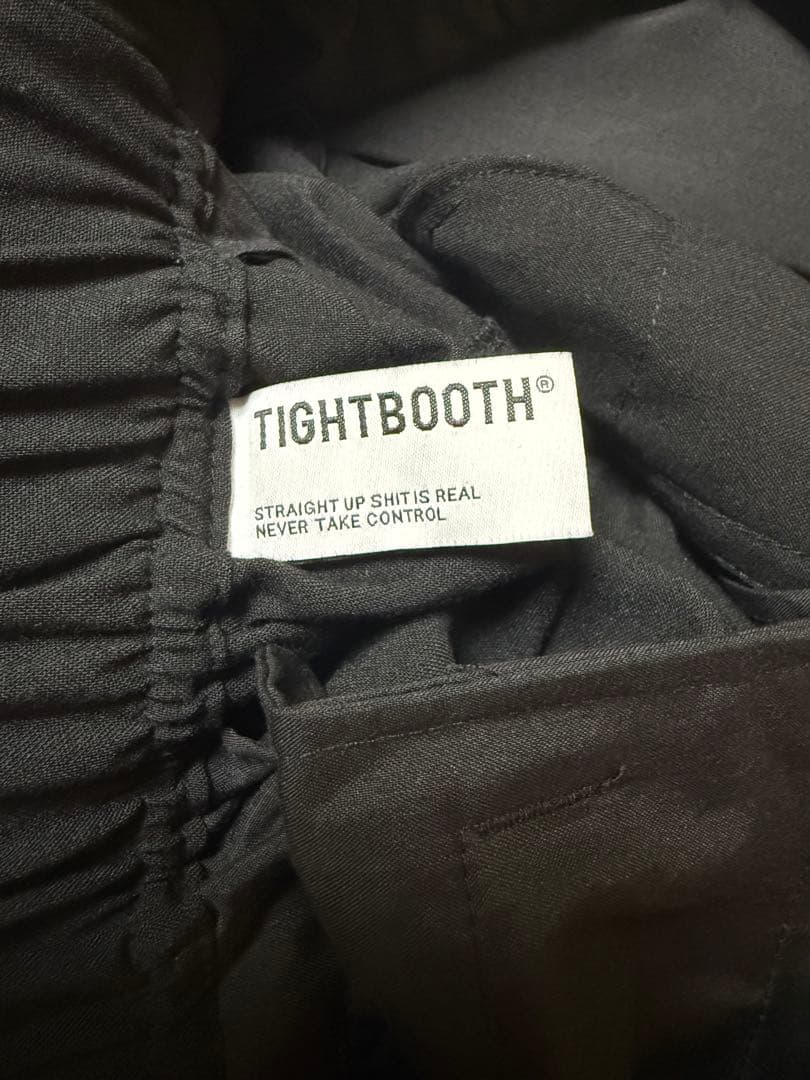 TIGHTBOOTH®
STRAIGHT UP SHIT IS REAL
NEVER TAKE CONTROL